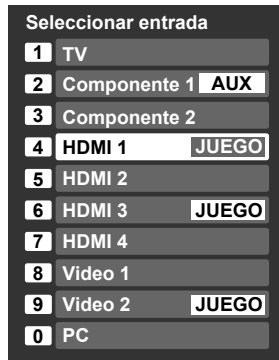 Seleccionar entrada
1 TV
2 Componente 1 AUX
3 Componente 2
4 HDMI 1 JUEGO
5 HDMI 2
6 HDMI 3 JUEGO
7 HDMI 4
8 Video 1
9 Video 2 JUEGO
0 PC